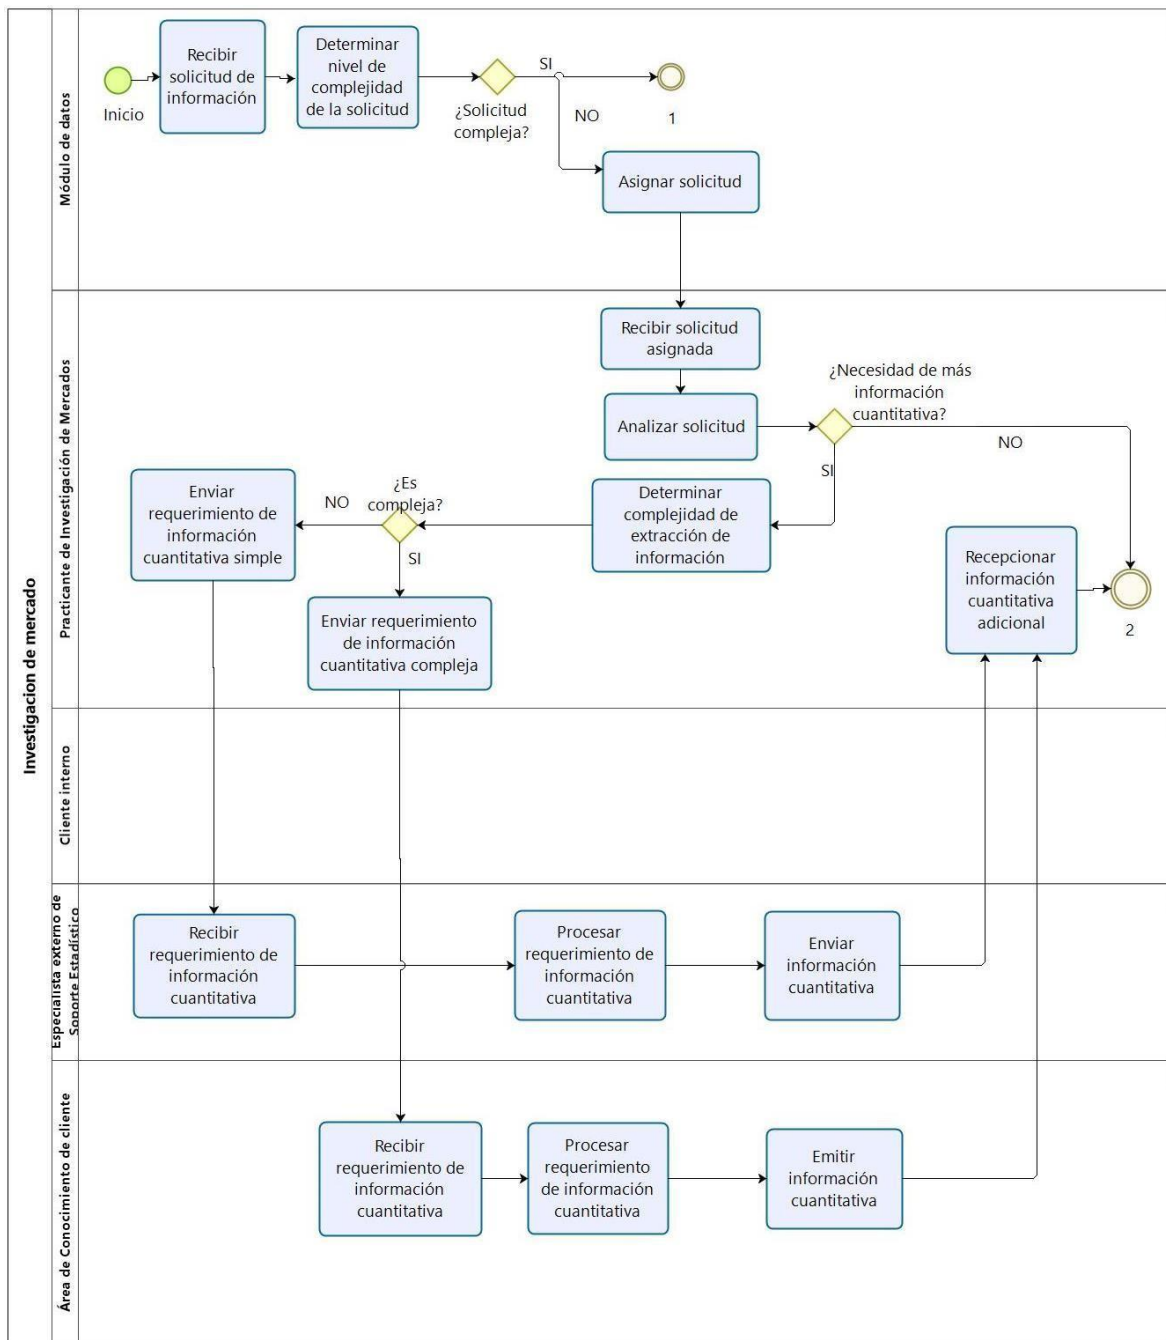 Investigacion de mercado
Módulo de datos
Inicio
Recibir
solicitud de
información
Determinar
nivel de
complejidad
de la solicitud
¿Solicitud
compleja?
SI
1
NO
Asignar solicitud
Practicante de Investigación de Mercados
Recibir solicitud
asignada
Analizar solicitud
¿Necesidad de más
información
cuantitativa?
NO
SI
Determinar
complejidad de
extracción de
información
¿Es
compleja?
NO
SI
Enviar
requerimiento de
información
cuantitativa simple
Enviar requerimiento
de información
cuantitativa compleja
Recepcionar
información
cuantitativa
adicional
2
Cliente interno
Especialista externo de
Soporte Estadístico
Recibir
requerimiento de
información
cuantitativa
Procesar
requerimiento de
información
cuantitativa
Enviar
información
cuantitativa
Área de Conocimiento de cliente
Recibir
requerimiento de
información
cuantitativa
Procesar
requerimiento
de información
cuantitativa
Emitir
información
cuantitativa